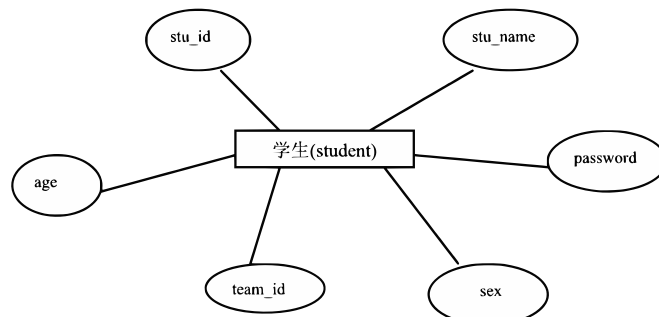 stu_id
stu_name
学生(student)
password
age
team_id
sex